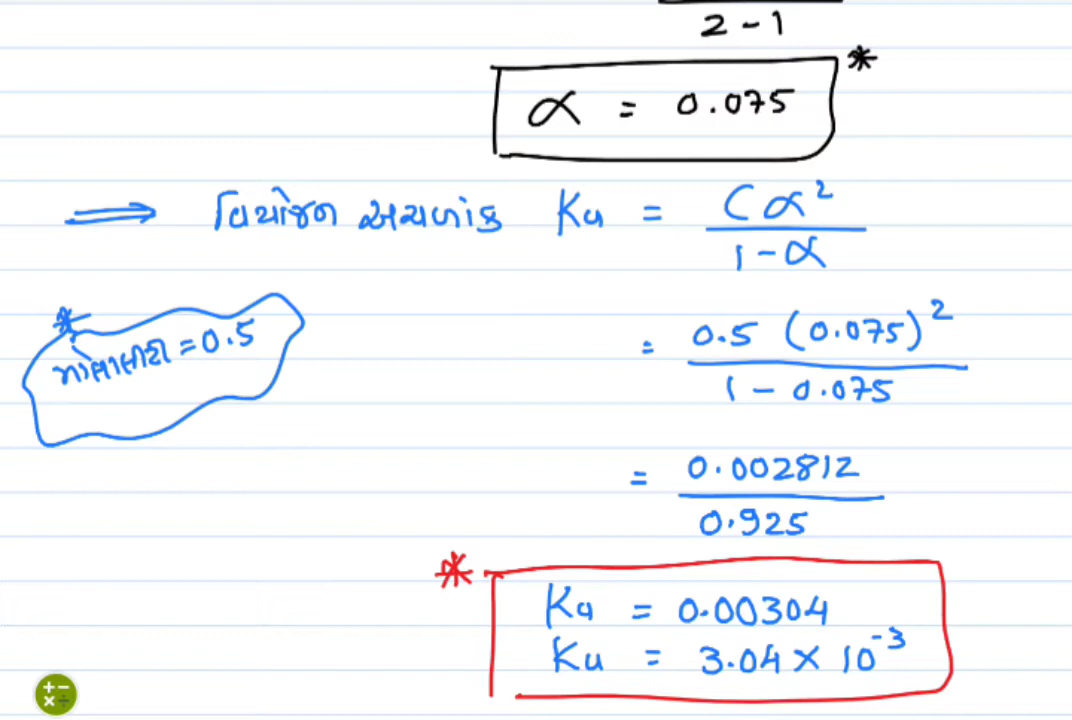 2 - 1
α = 0.075 *
⟹ વિયોજન અચળાંક Ka = Cα² / 1-α
* મોલાલીટી = 0.5
= 0.5 (0.075)² / 1 - 0.075
= 0.002812 / 0.925
* Ka = 0.00304
Ka = 3.04 × 10⁻³